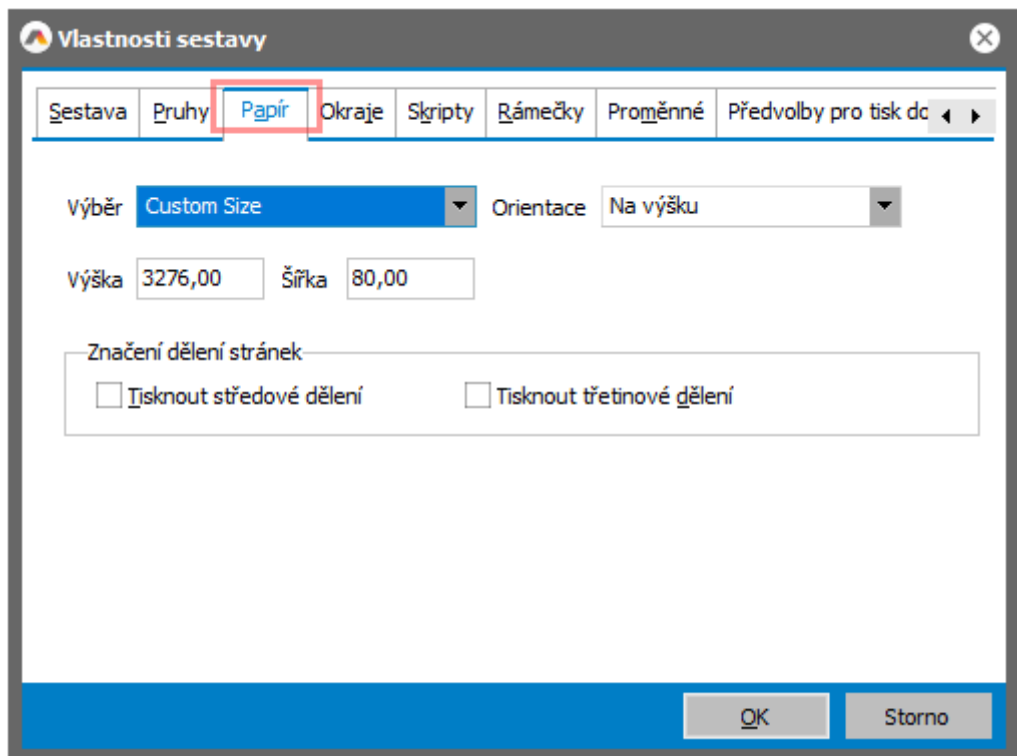 Vlastnosti sestavy
Sestava Pruhy Papír Okraje Skripty Rámečky Proměnné Předvolby pro tisk do
Výběr Custom Size Orientace Na výšku
Výška 3276,00 Šířka 80,00
Značení dělení stránek
Tisknout středové dělení Tisknout třetinové dělení
OK Storno